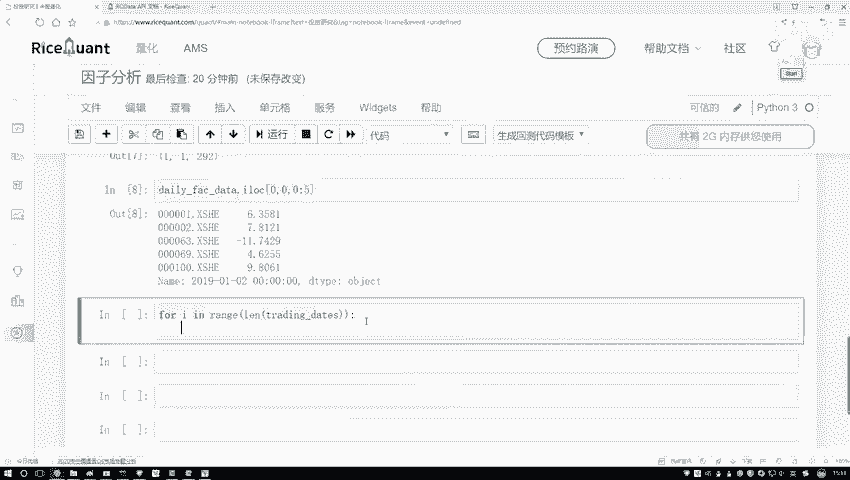 RiceQuant 量化 AMS 预约路演 帮助文档 社区
因子分析 最后检查: 20 分钟前 (未保存改变)
文件 编辑 查看 插入 单元格 服务 Widgets 帮助 可信的 Python 3
运行 代码 生成回测代码模板 共有 2G 内存供您使用
Out[7]: (1, 1, 292)
In [8]: daily_fac_data.iloc[0,0,0:5]
Out[8]: 000001.XSHE 6.3581
000002.XSHE 7.8121
000063.XSHE -11.7429
000069.XSHE 4.6255
000100.XSHE 9.8061
Name: 2019-01-02 00:00:00, dtype: object
In [ ]: for i in range(len(trading_dates)):
In [ ]:
In [ ]:
In [ ]: